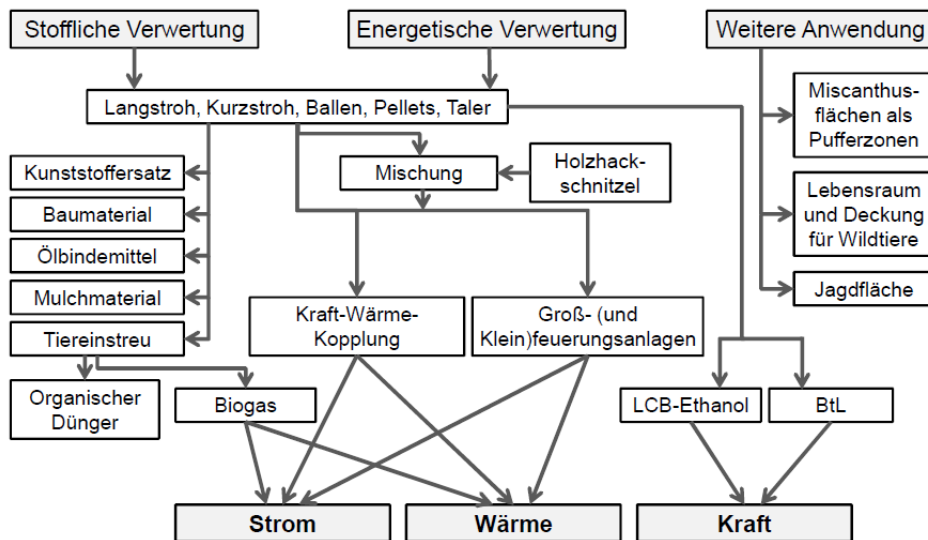 Stoffliche Verwertung
Energetische Verwertung
Weitere Anwendung
Langstroh, Kurzstroh, Ballen, Pellets, Taler
Miscanthus-
flächen als
Pufferzonen
Kunststoffersatz
Mischung
Holzhack-
schnitzel
Baumaterial
Lebensraum
und Deckung
für Wildtiere
Ölbindemittel
Mulchmaterial
Jagdfläche
Kraft-Wärme-
Kopplung
Groß- (und
Klein)feuerungsanlagen
Tiereinstreu
Organischer
Dünger
Biogas
LCB-Ethanol
BtL
Strom
Wärme
Kraft